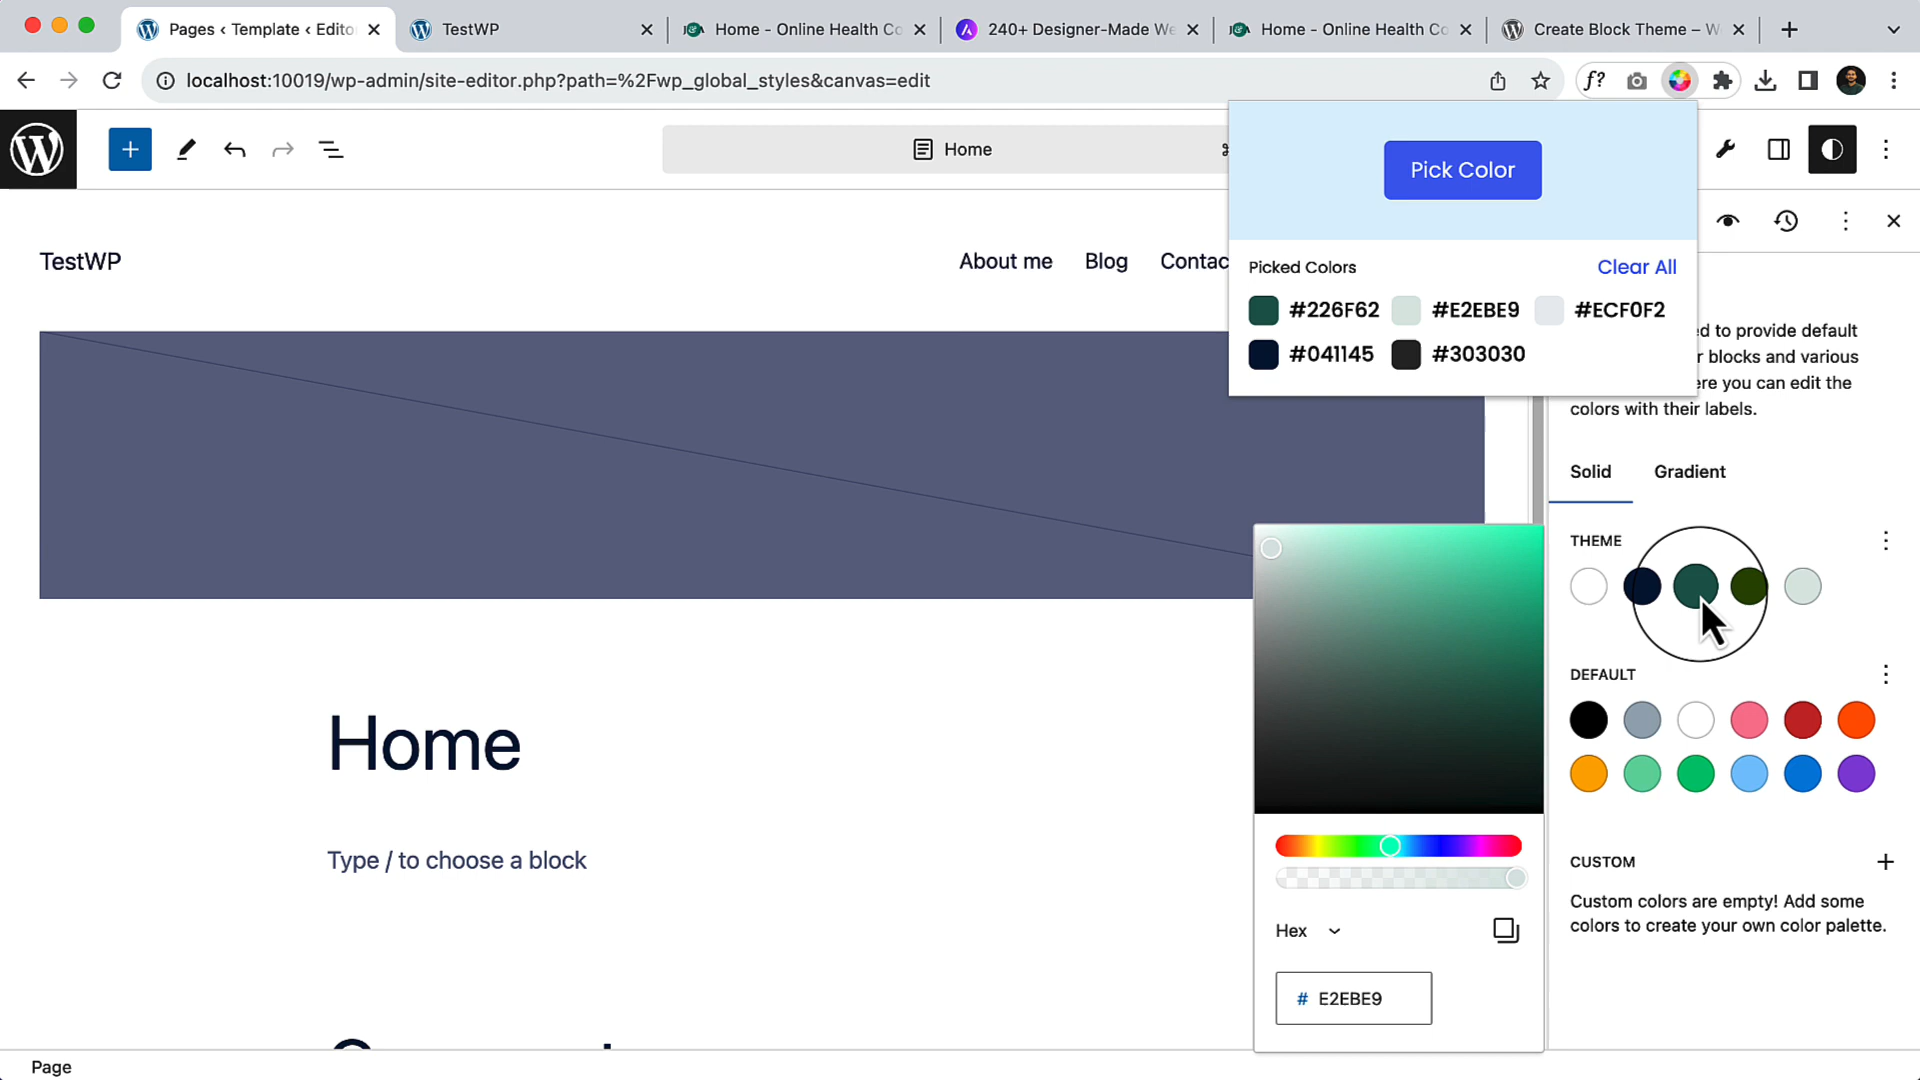 Pages ‹ Template ‹ Edito
TestWP
Home - Online Health Co
240+ Designer-Made We
Home - Online Health Co
Create Block Theme – W
localhost:10019/wp-admin/site-editor.php?path=%2Fwp_global_styles&canvas=edit
f?
Home
Pick Color
TestWP
About me
Blog
Contac
Picked Colors
Clear All
#226F62
#E2EBE9
#ECF0F2
#041145
#303030
d to provide default
r blocks and various
ere you can edit the
colors with their labels.
Solid
Gradient
THEME
DEFAULT
Home
Type / to choose a block
CUSTOM
Custom colors are empty! Add some
colors to create your own color palette.
Hex
# E2EBE9
Page